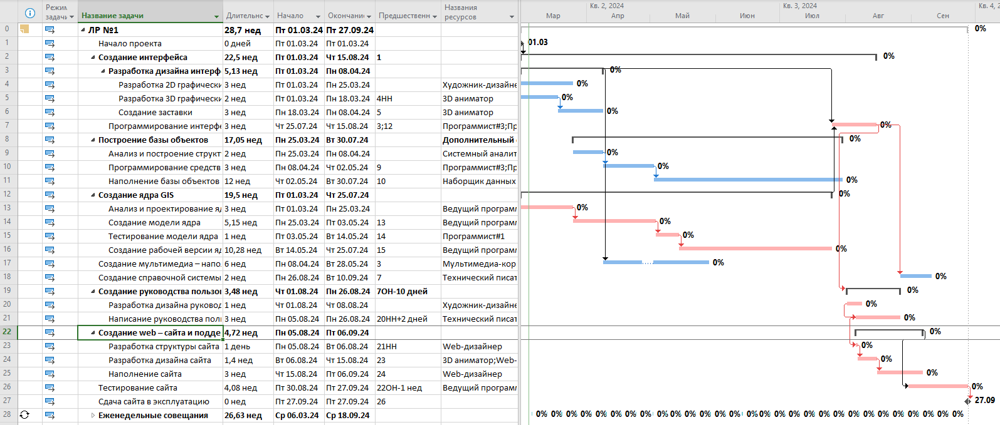 Режим задачи Название задачи Длительнс Начало Окончани Предшественн Названия ресурсов
Кв. 2, 2024 Кв. 3, 2024 Кв. 4, 2
Мар Апр Май Июн Июл Авг Сен
0 ЛР №1 28,7 нед Пт 01.03.24 Пт 27.09.24 0%
1 Начало проекта 0 дней Пт 01.03.24 Пт 01.03.24 01.03
2 Создание интерфейса 22,5 нед Пт 01.03.24 Чт 15.08.24 1 0%
3 Разработка дизайна интерф 5,13 нед Пт 01.03.24 Пн 08.04.24 0%
4 Разработка 2D графически 3 нед Пт 01.03.24 Пн 25.03.24 Художник-дизайне 0%
5 Разработка 3D графически 2 нед Пт 01.03.24 Пн 18.03.24 4НН 3D аниматор 0%
6 Создание заставки 3 нед Пн 18.03.24 Пн 08.04.24 5 3D аниматор 0%
7 Программирование интерфе 3 нед Чт 25.07.24 Чт 15.08.24 3;12 Программист#3;Пр 0%
8 Построение базы объектов 17,05 нед Пн 25.03.24 Вт 30.07.24 Дополнительный 0%
9 Анализ и построение структ 2 нед Пн 25.03.24 Пн 08.04.24 Системный аналит 0%
10 Программирование средств 3 нед Пн 08.04.24 Чт 02.05.24 9 Программист#3;Пр 0%
11 Наполнение базы объектов 12 нед Чт 02.05.24 Вт 30.07.24 10 Наборщик данных 0%
12 Создание ядра GIS 19,5 нед Пт 01.03.24 Чт 25.07.24 0%
13 Анализ и проектирование яд 3 нед Пт 01.03.24 Пн 25.03.24 Ведущий программ 0%
14 Создание модели ядра 5,15 нед Пн 25.03.24 Пт 03.05.24 13 Ведущий программ 0%
15 Тестирование модели ядра 1 нед Пт 03.05.24 Вт 14.05.24 14 Программист#1 0%
16 Создание рабочей версии яд 10,28 нед Вт 14.05.24 Чт 25.07.24 15 Ведущий программ 0%
17 Создание мультимедиа – напо. 6 нед Пн 08.04.24 Вт 28.05.24 3 Мультимедиа-кор 0%
18 Создание справочной системы 2 нед Пн 26.08.24 Вт 10.09.24 7 Технический писат 0%
19 Создание руководства пользов 3,48 нед Чт 01.08.24 Пн 26.08.24 7ОН-10 дней 0%
20 Разработка дизайна руковод 1 нед Чт 01.08.24 Чт 08.08.24 Художник-дизайне 0%
21 Написание руководства пол 3 нед Пн 05.08.24 Пн 26.08.24 20НН+2 дней Технический писат 0%
22 Создание web – сайта и подде 4,72 нед Пн 05.08.24 Пт 06.09.24 0%
23 Разработка структуры сайта 1 день Пн 05.08.24 Вт 06.08.24 21НН Web-дизайнер 0%
24 Разработка дизайна сайта 1,4 нед Вт 06.08.24 Чт 15.08.24 23 3D аниматор;Web- 0%
25 Наполнение сайта 3 нед Чт 15.08.24 Пт 06.09.24 24 Web-дизайнер 0%
26 Тестирование сайта 4,08 нед Пт 30.08.24 Пт 27.09.24 22ОН-1 нед Ведущий программ 0%
27 Сдача сайта в эксплуатацию 0 нед Пт 27.09.24 Пт 27.09.24 26 27.09
28 Еженедельные совещания 26,63 нед Ср 06.03.24 Ср 18.09.24 0% 0% 0% 0% 0% 0% 0% 0% 0% 0% 0% 0% 0% 0% 0% 0% 0% 0% 0% 0% 0% 0% 0% 0% 0% 0% 0% 0% 0%